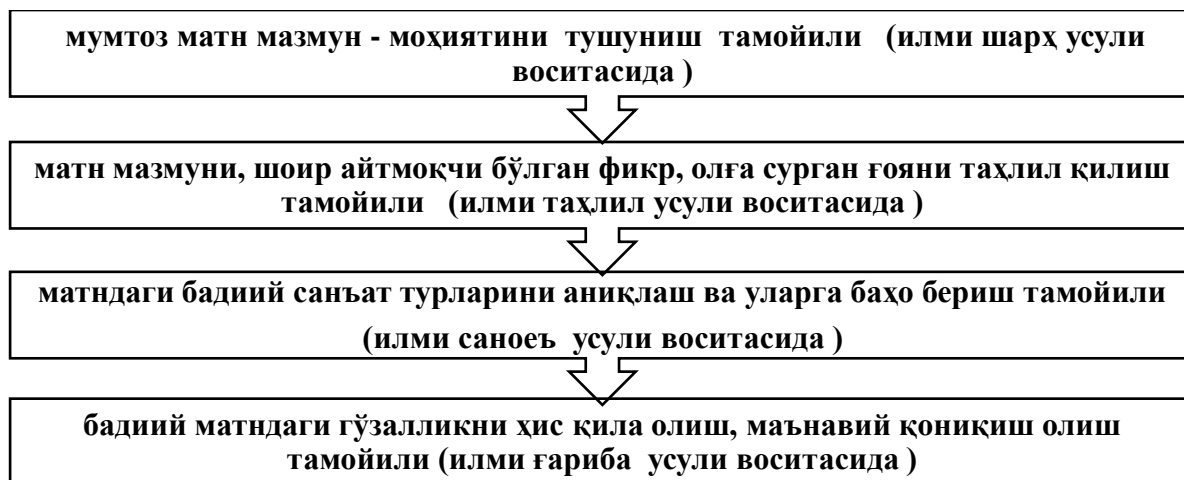 мумтоз матн мазмун - моҳиятини тушуниш тамойили (илми шарҳ усули
воситасида )
матн мазмуни, шоир айтмоқчи бўлган фикр, олға сурган ғояни таҳлил қилиш
тамойили (илми таҳлил усули воситасида )
матндаги бадиий санъат турларини аниқлаш ва уларга баҳо бериш тамойили
(илми саноеъ усули воситасида )
бадиий матндаги гўзалликни ҳис қила олиш, маънавий қониқиш олиш
тамойили (илми ғариба усули воситасида )